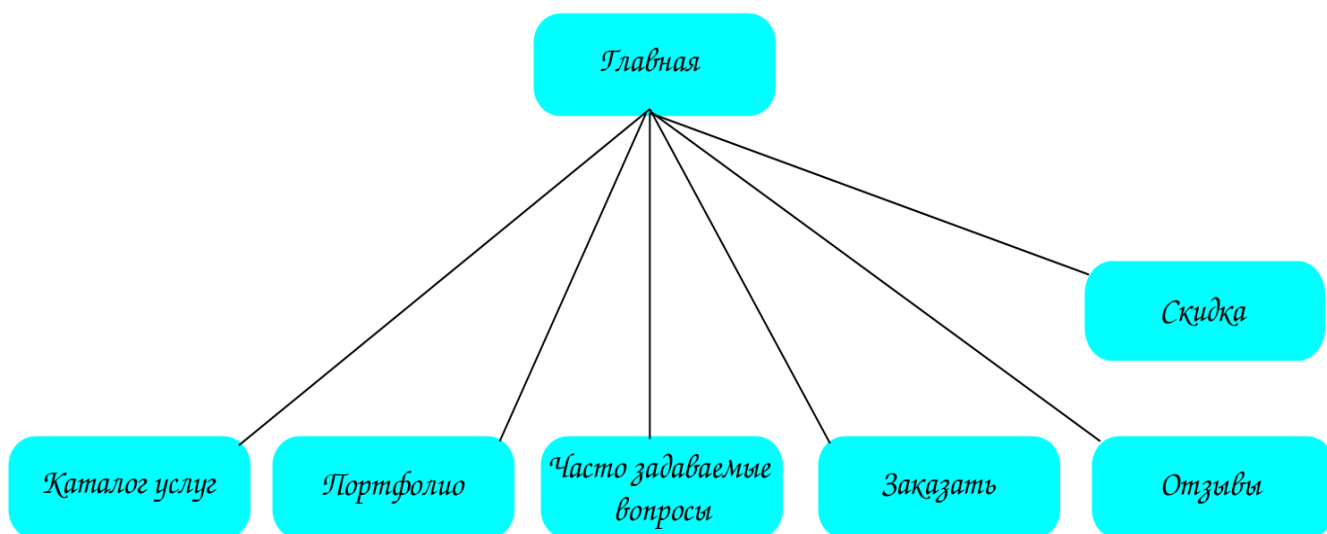 Главная
Скидка
Каталог услуг
Портфолио
Часто задаваемые
вопросы
Заказать
Отзывы